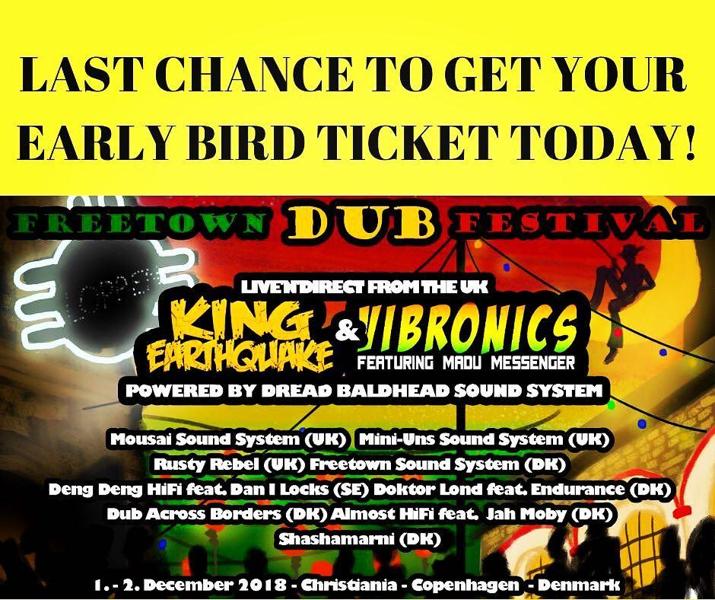 LAST CHANCE TO GET YOUR
EARLY BIRD TICKET TODAY!
FREETOWN DUB FESTIVAL
LIVE'N'DIRECT FROM THE UK
KING EARTHQUAKE & VIBRONICS
FEATURING MADU MESSENGER
POWERED BY DREAD BALDHEAD SOUND SYSTEM
Mousai Sound System (UK) Mini-Uns Sound System (UK)
Rusty Rebel (UK) Freetown Sound System (DK)
Deng Deng HiFi feat. Dan I Locks (SE) Doktor Lond feat. Endurance (DK)
Dub Across Borders (DK) Almost HiFi feat. Jah Moby (DK)
Shashamarni (DK)
1. - 2. December 2018 - Christiania - Copenhagen - Denmark